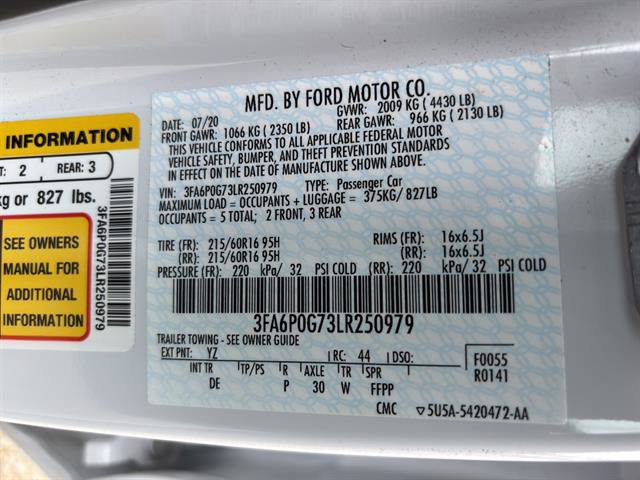 INFORMATION
T: 2 REAR: 3
kg or 827 lbs.
SEE OWNERS
MANUAL FOR
ADDITIONAL
INFORMATION
3FA6P0G73LR250979
MFD. BY FORD MOTOR CO.
DATE: 07/20 GVWR: 2009 KG ( 4430 LB)
FRONT GAWR: 1066 KG ( 2350 LB) REAR GAWR: 966 KG ( 2130 LB)
THIS VEHICLE CONFORMS TO ALL APPLICABLE FEDERAL MOTOR
VEHICLE SAFETY, BUMPER, AND THEFT PREVENTION STANDARDS
IN EFFECT ON THE DATE OF MANUFACTURE SHOWN ABOVE.
VIN: 3FA6P0G73LR250979 TYPE: Passenger Car
MAXIMUM LOAD = OCCUPANTS + LUGGAGE = 375KG/ 827LB
OCCUPANTS = 5 TOTAL; 2 FRONT, 3 REAR
TIRE (FR): 215/60R16 95H RIMS (FR): 16x6.5J
(RR): 215/60R16 95H (RR): 16x6.5J
PRESSURE (FR): 220 kPa/ 32 PSI COLD (RR): 220 kPa/ 32 PSI COLD
3FA6P0G73LR250979
TRAILER TOWING - SEE OWNER GUIDE
EXT PNT: YZ RC: 44 DSO: F0055
INT TR TP/PS R AXLE TR SPR R0141
DE P 30 W FFPP
CMC ▽5U5A-5420472-AA